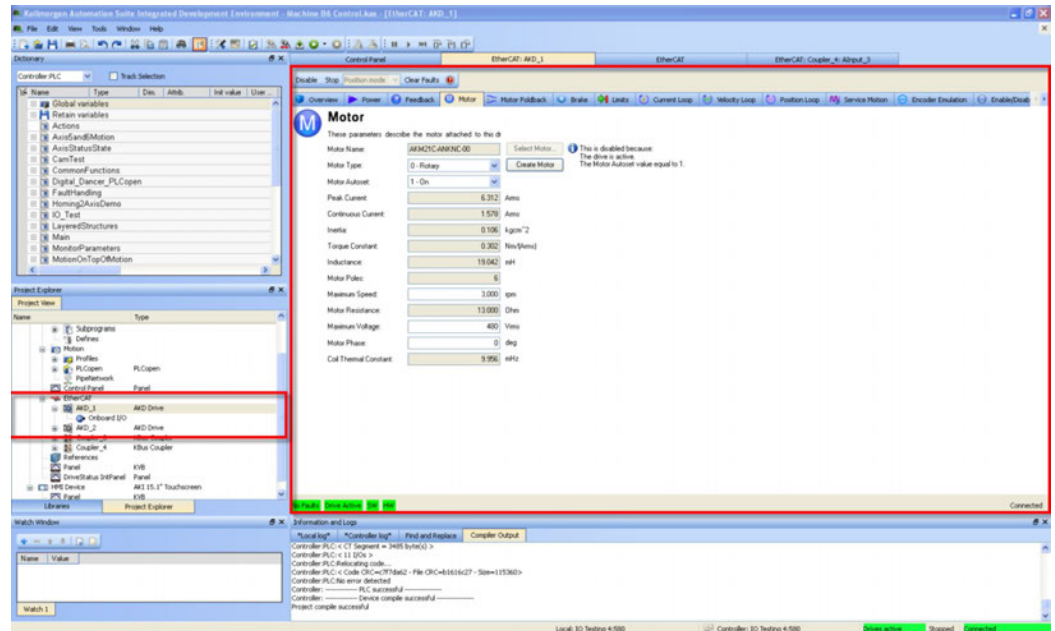 Kollmorgen Automation Suite Integrated Development Environment - Machine B6 Control.kae - [EtherCAT: AKD_1]
File Edit View Tools Window Help
Dictionary
Control Panel EtherCAT: AKD_1 EtherCAT EtherCAT: Coupler_4: AInput_3
Controller:PLC Track Selection
Name Type Dim. Attrib. Init value User ...
Global variables
Retain variables
Actions
Axis5and6Motion
AxisStatusState
CamTest
CommonFunctions
Digital_Dancer_PLCopen
FaultHandling
Homing2AxisDemo
IO_Test
LayeredStructures
Main
MonitorParameters
MotionOnTopOfMotion
Disable Stop Position mode Clear Faults
Overview Power Feedback Motor Motor Foldback Brake Limits Current Loop Velocity Loop Position Loop Service Motion Encoder Emulation Enable/Disab
M Motor
These parameters describe the motor attached to this dr
Motor Name: AKM21C-ANKNC-00 Select Motor...
This is disabled because:
The drive is active.
The Motor Autoset value equal to 1.
Motor Type: 0 - Rotary Create Motor
Motor Autoset: 1 - On
Peak Current: 6.312 Arms
Continuous Current: 1.578 Arms
Inertia: 0.106 kgcm^2
Torque Constant: 0.302 Nm/(Arms)
Inductance: 19.042 mH
Motor Poles: 6
Maximum Speed: 3,000 rpm
Motor Resistance: 13.000 Ohm
Maximum Voltage: 480 Vrms
Motor Phase: 0 deg
Coil Thermal Constant: 9.956 mHz
No Faults Drive Active SW HW Connected
Project Explorer
Project View
Name Type
Subprograms
Defines
Motion
Profiles
PLCopen PLCopen
PipeNetwork
Control Panel Panel
EtherCAT
AKD_1 AKD Drive
Onboard I/O
AKD_2 AKD Drive
KBus Coupler
Coupler_4 KBus Coupler
References
Panel KVB
DriveStatus IntPanel Panel
HMI Device AKI 15.1" Touchscreen
Panel KVB
Libraries Project Explorer
Watch Window
Name Value
Watch 1
Information and Logs
*Local log* *Controller log* Find and Replace Compiler Output
Controller:PLC:< CT Segment = 3485 byte(s) >
Controller:PLC:< 11 I/Os >
Controller:PLC:Relocating code...
Controller:PLC:< Code CRC=c7f7da62 - File CRC=b1616c27 - Size=115360>
Controller:PLC:No error detected
Controller: -------------- PLC successful --------------
Controller: -------------- Device compile successful --------------
Project compile successful
Local: IO Testing 4:580 Controller: IO Testing 4:580 Drives active Stopped Connected